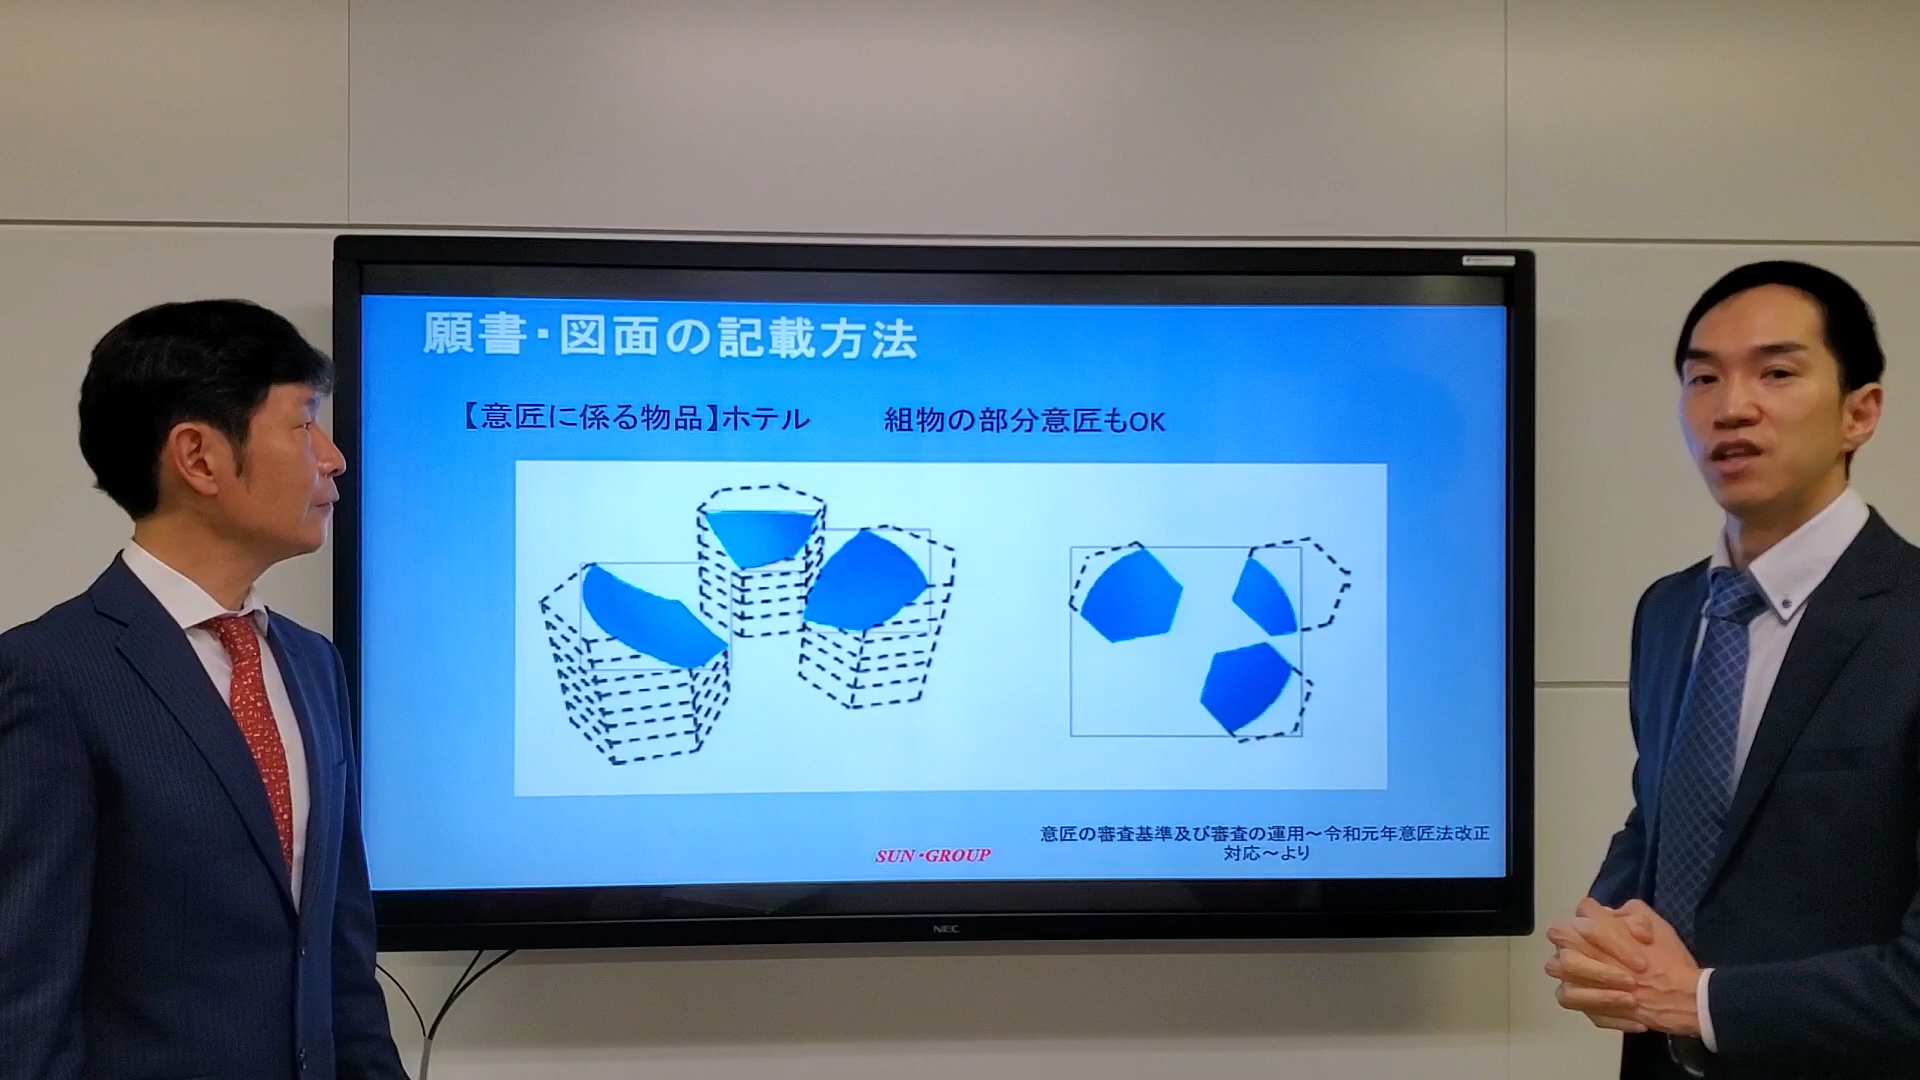 願書・図面の記載方法
【意匠に係る物品】ホテル 組物の部分意匠もOK
意匠の審査基準及び審査の運用～令和元年意匠法改正
対応～より
SUN・GROUP
NEC